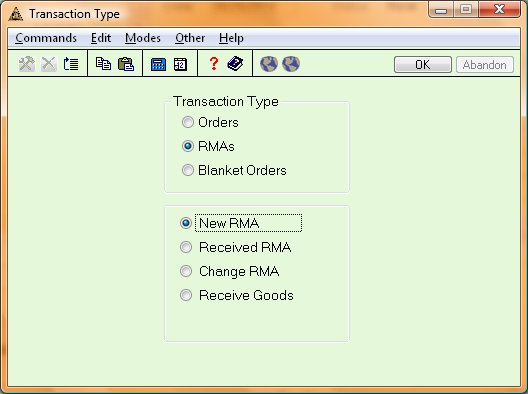 Transaction Type
Commands Edit Modes Other Help
OK Abandon
Transaction Type
Orders
RMAs
Blanket Orders
New RMA
Received RMA
Change RMA
Receive Goods